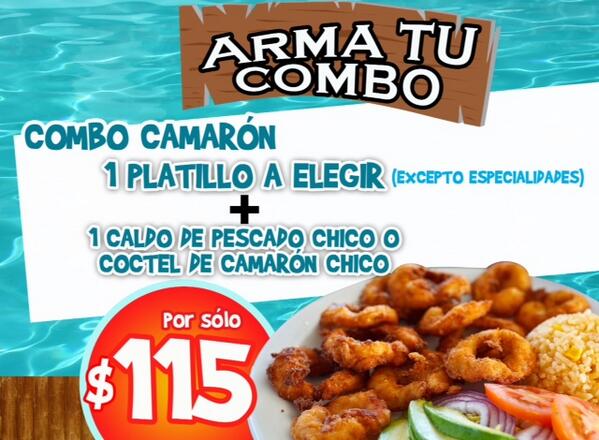 ARMA TU
COMBO
COMBO CAMARÓN
1 PLATILLO A ELEGIR (EXCEPTO ESPECIALIDADES)
+
1 CALDO DE PESCADO CHICO O
COCTEL DE CAMARÓN CHICO
Por sólo
$115